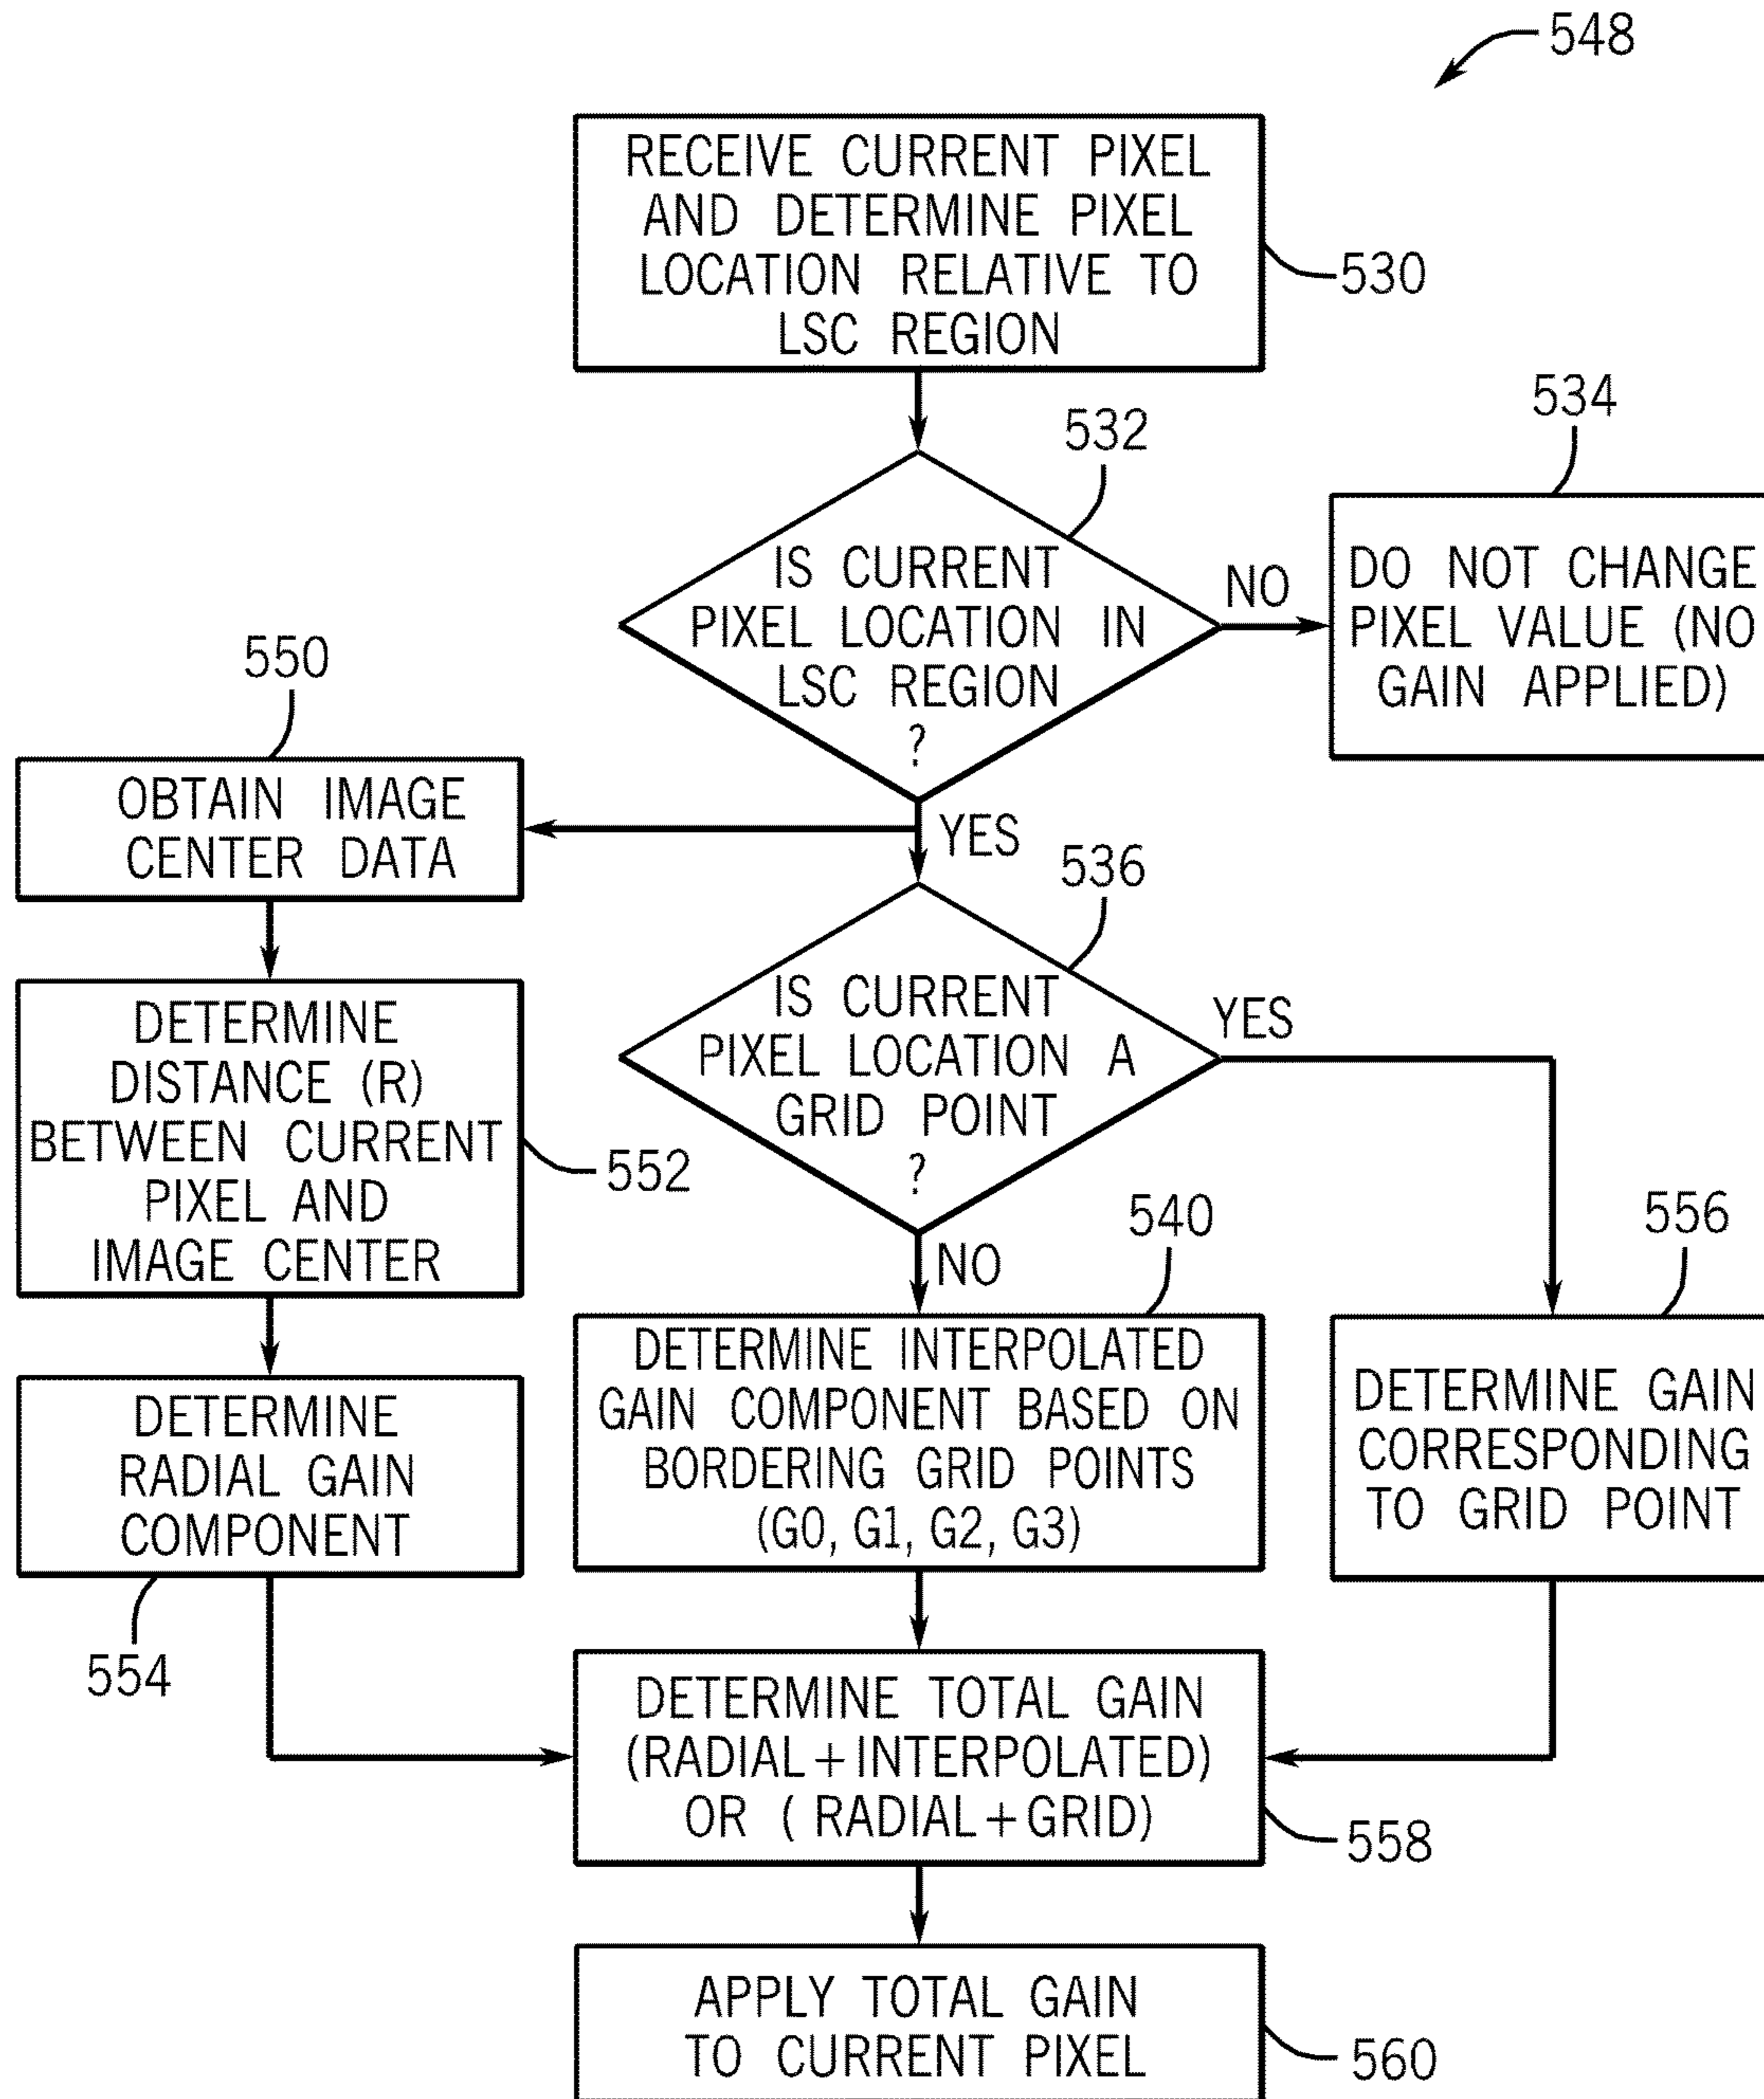 548
RECEIVE CURRENT PIXEL
AND DETERMINE PIXEL
LOCATION RELATIVE TO
LSC REGION
530
532
534
IS CURRENT
PIXEL LOCATION IN
LSC REGION
?
NO
DO NOT CHANGE
PIXEL VALUE (NO
GAIN APPLIED)
550
OBTAIN IMAGE
CENTER DATA
YES
536
DETERMINE
DISTANCE (R)
BETWEEN CURRENT
PIXEL AND
IMAGE CENTER
552
IS CURRENT
PIXEL LOCATION A
GRID POINT
?
YES
NO
540
556
DETERMINE
RADIAL GAIN
COMPONENT
554
DETERMINE INTERPOLATED
GAIN COMPONENT BASED ON
BORDERING GRID POINTS
(G0, G1, G2, G3)
DETERMINE GAIN
CORRESPONDING
TO GRID POINT
DETERMINE TOTAL GAIN
(RADIAL+INTERPOLATED)
OR ( RADIAL+GRID)
558
APPLY TOTAL GAIN
TO CURRENT PIXEL
560